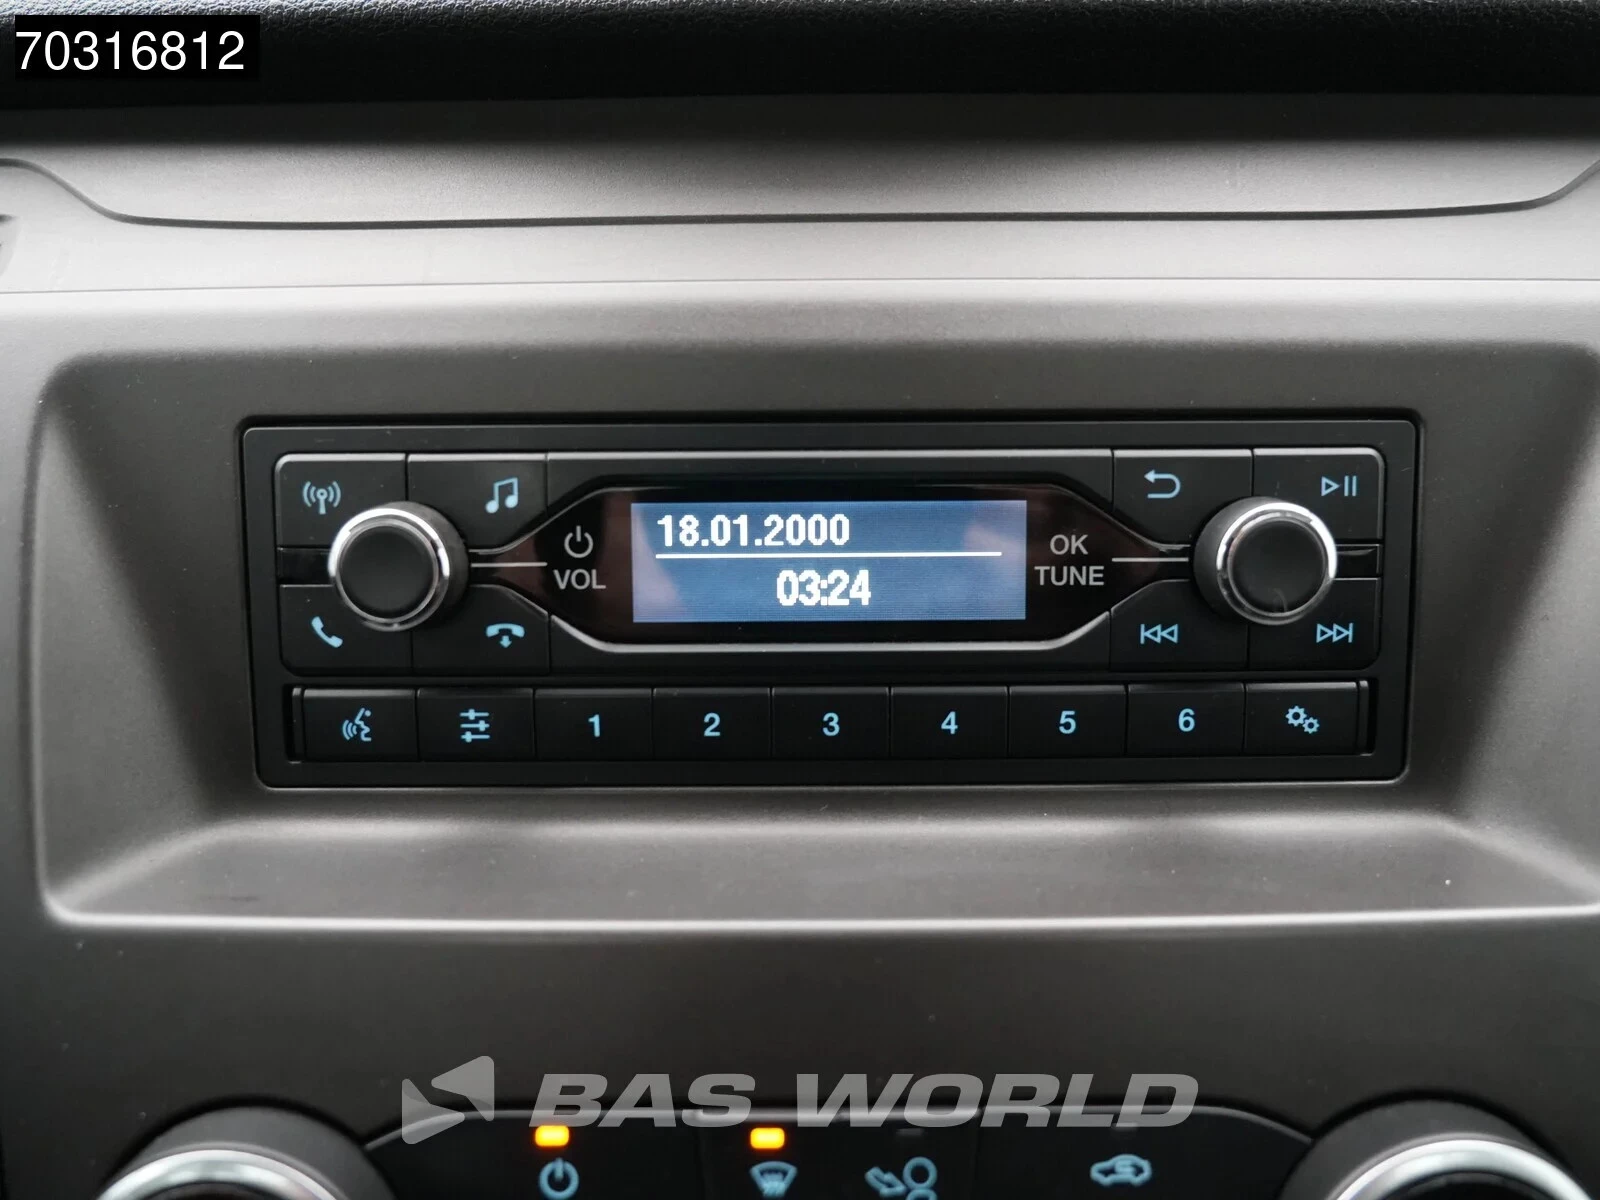 70316812
18.01.2000
03:24
VOL
OK
TUNE
1 2 3 4 5 6
BAS WORLD